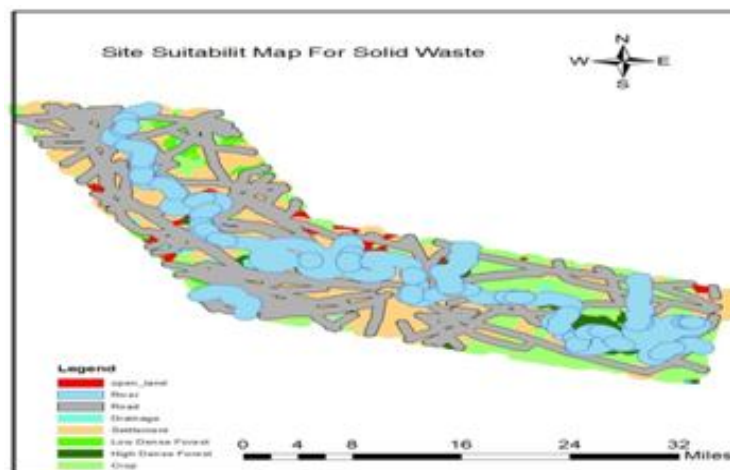 Site Suitabilit Map For Solid Waste
N
W E
S
Legend
open_land
River
Road
Drainage
Settlement
Low Dense Forest
High Dense Forest
Crop
0 4 8 16 24 32
Miles